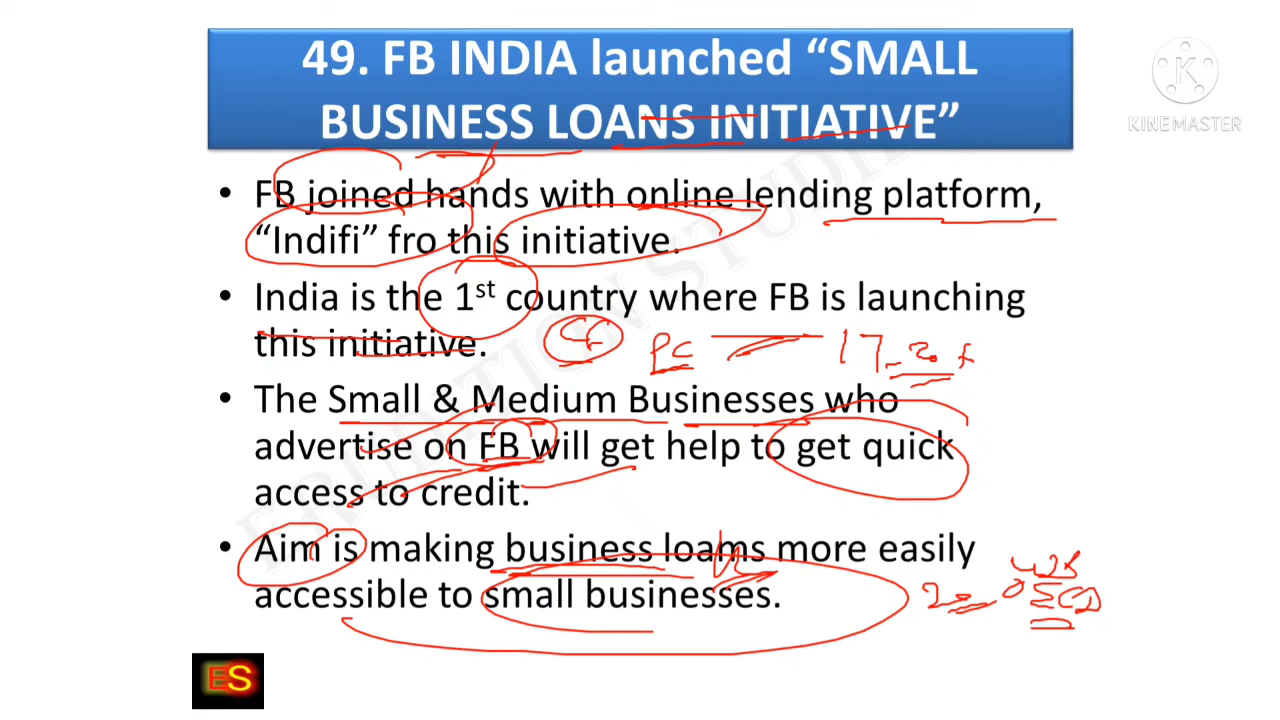 49. FB INDIA launched “SMALL
BUSINESS LOANS INITIATIVE”
K
KINEMASTER
• FB joined hands with online lending platform,
“Indifi” fro this initiative.
• India is the 1st country where FB is launching
this initiative.
PC 17-20
• The Small & Medium Businesses who
advertise on FB will get help to get quick
access to credit.
• Aim is making business loams more easily
accessible to small businesses.
ES